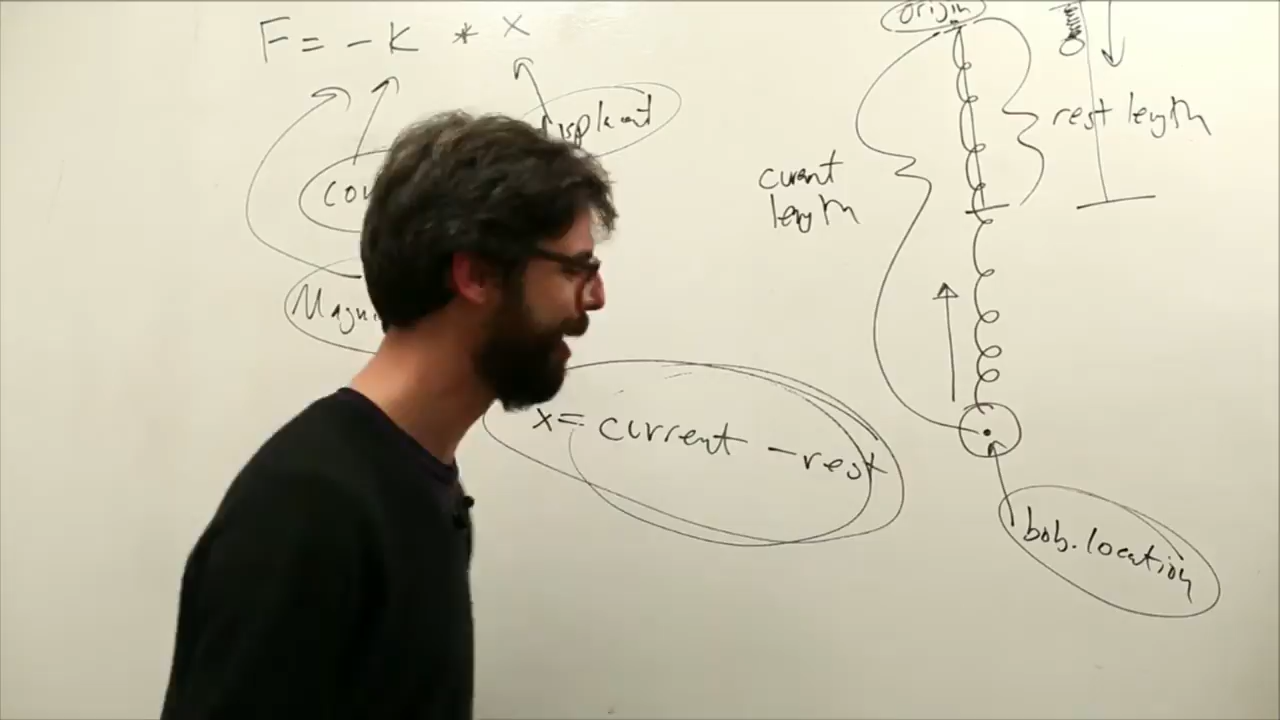 F = - K * x
origin
rest length
current
length
x = current - rest
bob.location